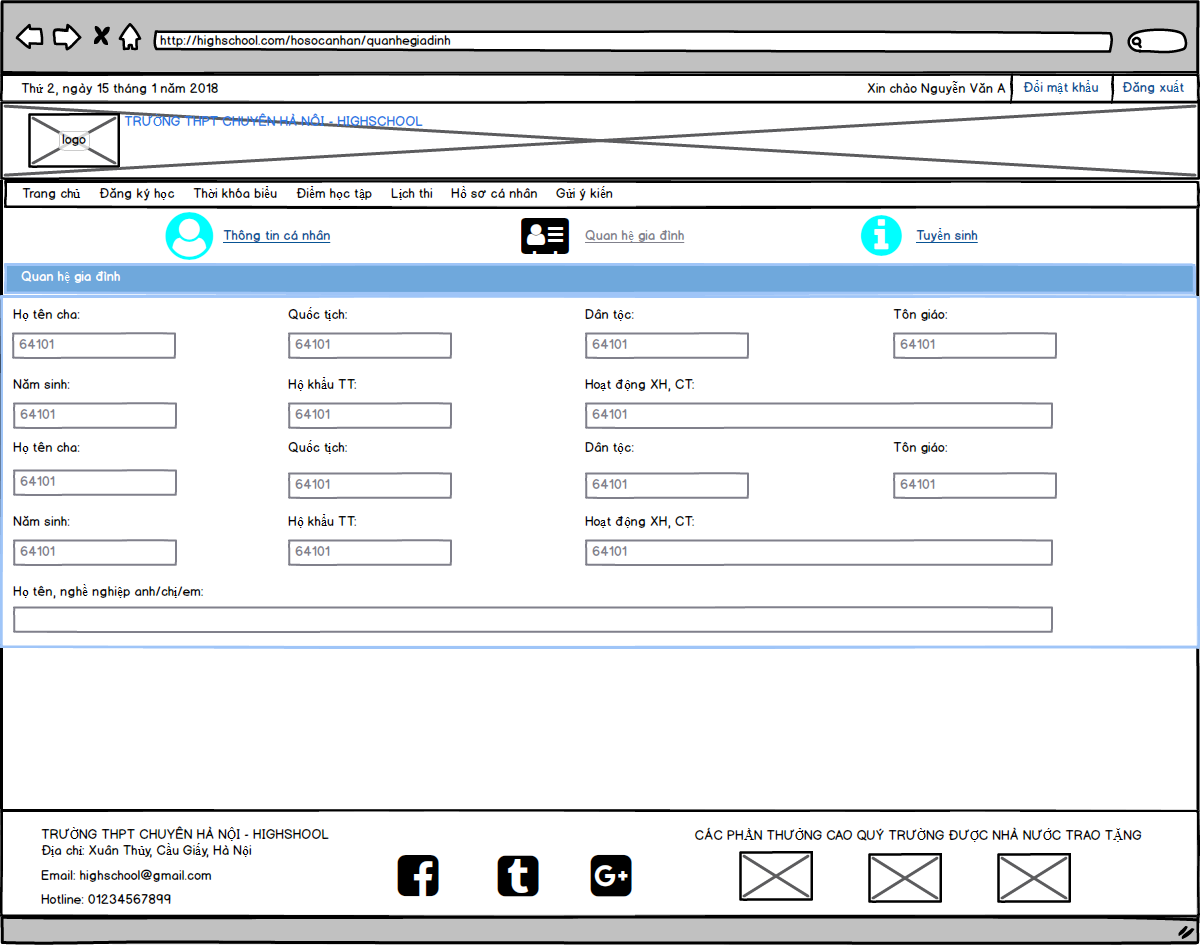 http://highschool.com/hosocanhan/quanhegiadinh
Thứ 2, ngày 15 tháng 1 năm 2018 Xin chào Nguyễn Văn A Đổi mật khẩu Đăng xuất
TRƯỜNG THPT CHUYÊN HÀ NỘI - HIGHSCHOOL
logo
Trang chủ Đăng ký học Thời khóa biểu Điểm học tập Lịch thi Hồ sơ cá nhân Gửi ý kiến
Thông tin cá nhân Quan hệ gia đình Tuyển sinh
Quan hệ gia đình
Họ tên cha: Quốc tịch: Dân tộc: Tôn giáo:
64101 64101 64101 64101
Năm sinh: Hộ khẩu TT: Hoạt động XH, CT:
64101 64101 64101
Họ tên cha: Quốc tịch: Dân tộc: Tôn giáo:
64101 64101 64101 64101
Năm sinh: Hộ khẩu TT: Hoạt động XH, CT:
64101 64101 64101
Họ tên, nghề nghiệp anh/chị/em:
TRƯỜNG THPT CHUYÊN HÀ NỘI - HIGHSHOOL
Địa chỉ: Xuân Thủy, Cầu Giấy, Hà Nội
Email: highschool@gmail.com
Hotline: 01234567899
f t G+
CÁC PHẦN THƯỞNG CAO QUÝ TRƯỜNG ĐƯỢC NHÀ NƯỚC TRAO TẶNG